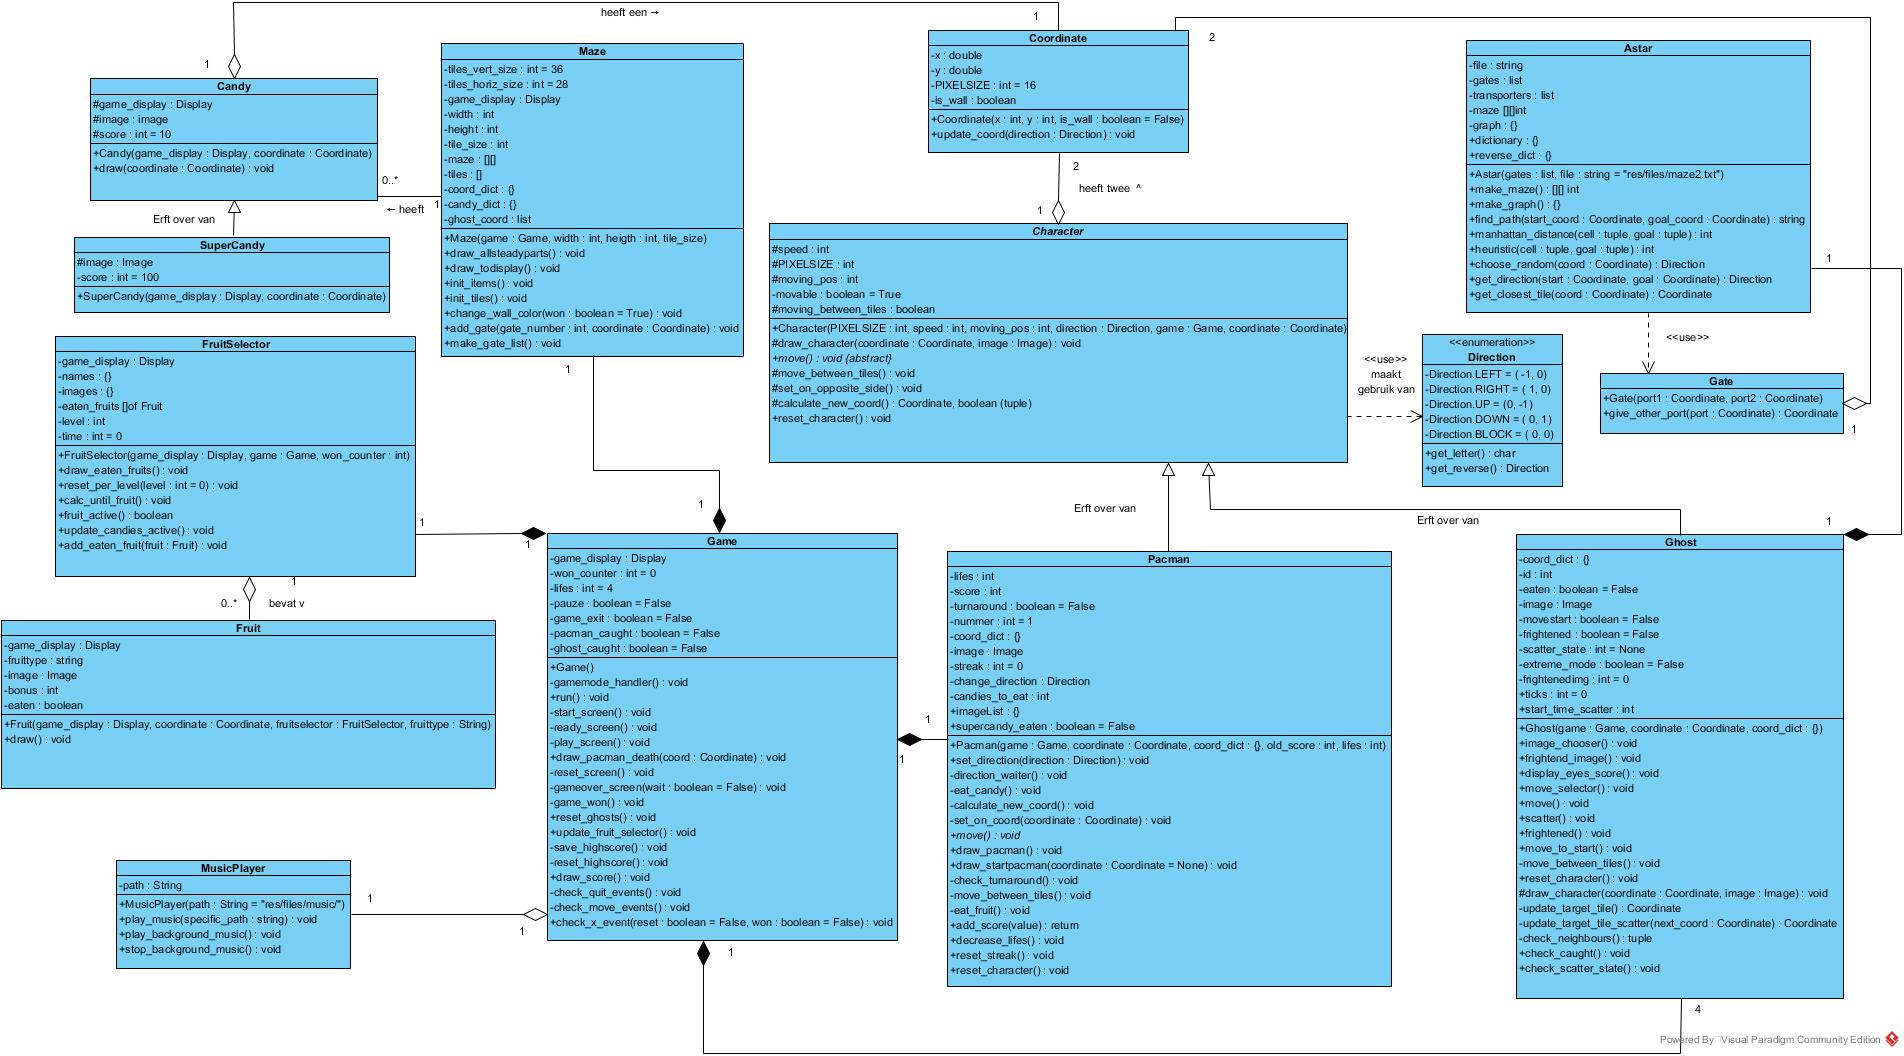 heeft een →
1
1
2
Candy
#game_display : Display
#image : image
#score : int = 10
+Candy(game_display : Display, coordinate : Coordinate)
+draw(coordinate : Coordinate) : void
0..*
← heeft
1
Erft over van
SuperCandy
#image : Image
-score : int = 100
+SuperCandy(game_display : Display, coordinate : Coordinate)
Maze
-tiles_vert_size : int = 36
-tiles_horiz_size : int = 28
-game_display : Display
-width : int
-height : int
-tile_size : int
-maze : [][]
-tiles : []
-coord_dict : {}
-candy_dict : {}
-ghost_coord : list
+Maze(game : Game, width : int, heigth : int, tile_size)
+draw_allsteadyparts() : void
+draw_todisplay() : void
+init_items() : void
+init_tiles() : void
+change_wall_color(won : boolean = True) : void
+add_gate(gate_number : int, coordinate : Coordinate) : void
+make_gate_list() : void
1
1
Coordinate
-x : double
-y : double
-PIXELSIZE : int = 16
-is_wall : boolean
+Coordinate(x : int, y : int, is_wall : boolean = False)
+update_coord(direction : Direction) : void
2
heeft twee ^
1
Character
#speed : int
#PIXELSIZE : int
#moving_pos : int
-movable : boolean = True
#moving_between_tiles : boolean
+Character(PIXELSIZE : int, speed : int, moving_pos : int, direction : Direction, game : Game, coordinate : Coordinate)
#draw_character(coordinate : Coordinate, image : Image) : void
+move() : void {abstract}
#move_between_tiles() : void
#set_on_opposite_side() : void
#calculate_new_coord() : Coordinate, boolean (tuple)
+reset_character() : void
<<use>>
maakt
gebruik van
<<enumeration>>
Direction
-Direction.LEFT = ( -1, 0)
-Direction.RIGHT = ( 1, 0)
-Direction.UP = (0, -1)
-Direction.DOWN = ( 0, 1)
-Direction.BLOCK = ( 0, 0)
+get_letter() : char
+get_reverse() : Direction
Astar
-file : string
-gates : list
-transporters : list
-maze [][]int
-graph : {}
+dictionary : {}
+reverse_dict : {}
+Astar(gates : list, file : string = "res/files/maze2.txt")
+make_maze() : [][] int
+make_graph() : {}
+find_path(start_coord : Coordinate, goal_coord : Coordinate) : string
+manhattan_distance(cell : tuple, goal : tuple) : int
+heuristic(cell : tuple, goal : tuple) : int
+choose_random(coord : Coordinate) : Direction
+get_direction(start : Coordinate, goal : Coordinate) : Direction
+get_closest_tile(coord : Coordinate) : Coordinate
1
<<use>>
Gate
+Gate(port1 : Coordinate, port2 : Coordinate)
+give_other_port(port : Coordinate) : Coordinate
1
FruitSelector
-game_display : Display
-names : {}
-images : {}
-eaten_fruits []of Fruit
-level : int
-time : int = 0
+FruitSelector(game_display : Display, game : Game, won_counter : int)
+draw_eaten_fruits() : void
+reset_per_level(level : int = 0) : void
+calc_until_fruit() : void
+fruit_active() : boolean
+update_candies_active() : void
+add_eaten_fruit(fruit : Fruit) : void
1
1
1
0..*
bevat v
Fruit
-game_display : Display
-fruittype : string
-image : Image
-bonus : int
-eaten : boolean
+Fruit(game_display : Display, coordinate : Coordinate, fruitselector : FruitSelector, fruittype : String)
+draw() : void
MusicPlayer
-path : String
+MusicPlayer(path : String = "res/files/music/")
+play_music(specific_path : string) : void
+play_background_music() : void
+stop_background_music() : void
1
1
Game
-game_display : Display
-won_counter : int = 0
-lifes : int = 4
-pauze : boolean = False
-game_exit : boolean = False
-pacman_caught : boolean = False
-ghost_caught : boolean = False
+Game()
-gamemode_handler() : void
+run() : void
-start_screen() : void
-ready_screen() : void
-play_screen() : void
+draw_pacman_death(coord : Coordinate) : void
-reset_screen() : void
-gameover_screen(wait : boolean = False) : void
-game_won() : void
+reset_ghosts() : void
+update_fruit_selector() : void
-save_highscore() : void
-reset_highscore() : void
+draw_score() : void
-check_quit_events() : void
-check_move_events() : void
+check_x_event(reset : boolean = False, won : boolean = False) : void
1
1
1
Erft over van
Pacman
-lifes : int
-score : int
-turnaround : boolean = False
-nummer : int = 1
-coord_dict : {}
-image : Image
-streak : int = 0
-change_direction : Direction
-candies_to_eat : int
+imageList : {}
+supercandy_eaten : boolean = False
+Pacman(game : Game, coordinate : Coordinate, coord_dict : {}, old_score : int, lifes : int)
+set_direction(direction : Direction) : void
-direction_waiter() : void
-eat_candy() : void
-calculate_new_coord() : void
-set_on_coord(coordinate : Coordinate) : void
+move() : void
+draw_pacman() : void
+draw_startpacman(coordinate : Coordinate = None) : void
-check_turnaround() : void
-move_between_tiles() : void
-eat_fruit() : void
+add_score(value) : return
+decrease_lifes() : void
+reset_streak() : void
+reset_character() : void
Erft over van
1
Ghost
-coord_dict : {}
-id : int
-eaten : boolean = False
-image : Image
-movestart : boolean = False
-frightened : boolean = False
-scatter_state : int = None
-extreme_mode : boolean = False
-frightenedimg : int = 0
+ticks : int = 0
+start_time_scatter : int
+Ghost(game : Game, coordinate : Coordinate, coord_dict : {})
+image_chooser() : void
+frightend_image() : void
+display_eyes_score() : void
+move_selector() : void
+move() : void
+scatter() : void
+frightened() : void
+move_to_start() : void
-move_between_tiles() : void
+reset_character() : void
#draw_character(coordinate : Coordinate, image : Image) : void
-update_target_tile() : Coordinate
-update_target_tile_scatter(next_coord : Coordinate) : Coordinate
-check_neighbours() : tuple
+check_caught() : void
+check_scatter_state() : void
4
Powered By Visual Paradigm Community Edition